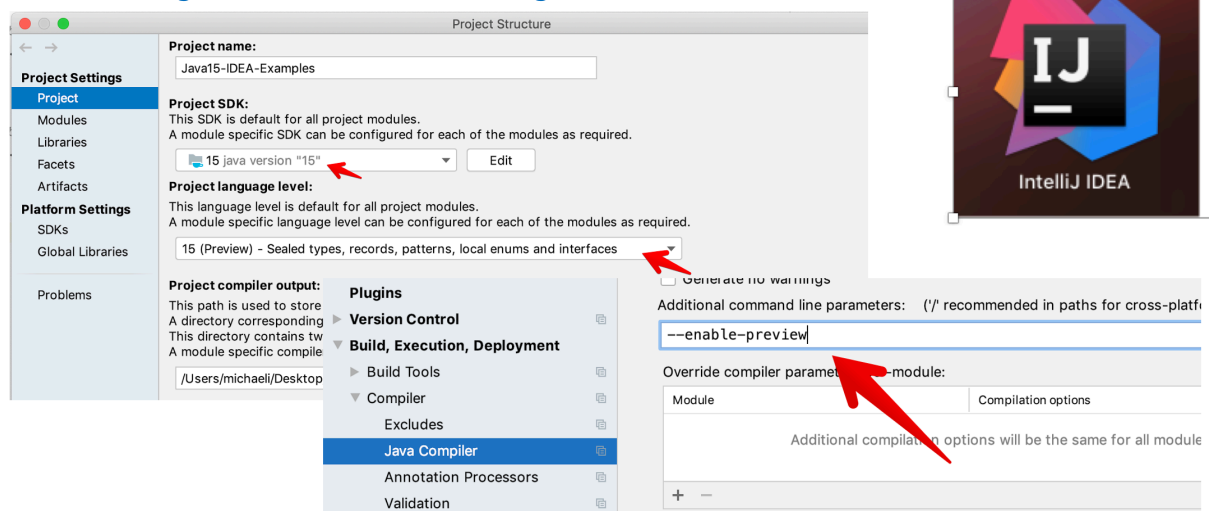 Project Structure
Project name:
Java15-IDEA-Examples
Project Settings
Project
Modules
Libraries
Facets
Artifacts
Platform Settings
SDKs
Global Libraries
Problems
Project SDK:
This SDK is default for all project modules.
A module specific SDK can be configured for each of the modules as required.
15 java version "15"
Edit
Project language level:
This language level is default for all project modules.
A module specific language level can be configured for each of the modules as required.
15 (Preview) – Sealed types, records, patterns, local enums and interfaces
Project compiler output:
This path is used to store
A directory corresponding
This directory contains tw
A module specific compile
/Users/michaeli/Desktop
IJ
IntelliJ IDEA
Plugins
Version Control
Build, Execution, Deployment
Build Tools
Compiler
Excludes
Java Compiler
Annotation Processors
Validation
Generate no warnings
Additional command line parameters: ('/' recommended in paths for cross-platf
--enable-preview
Override compiler paramet -module:
Module Compilation options
Additional compilation options will be the same for all module